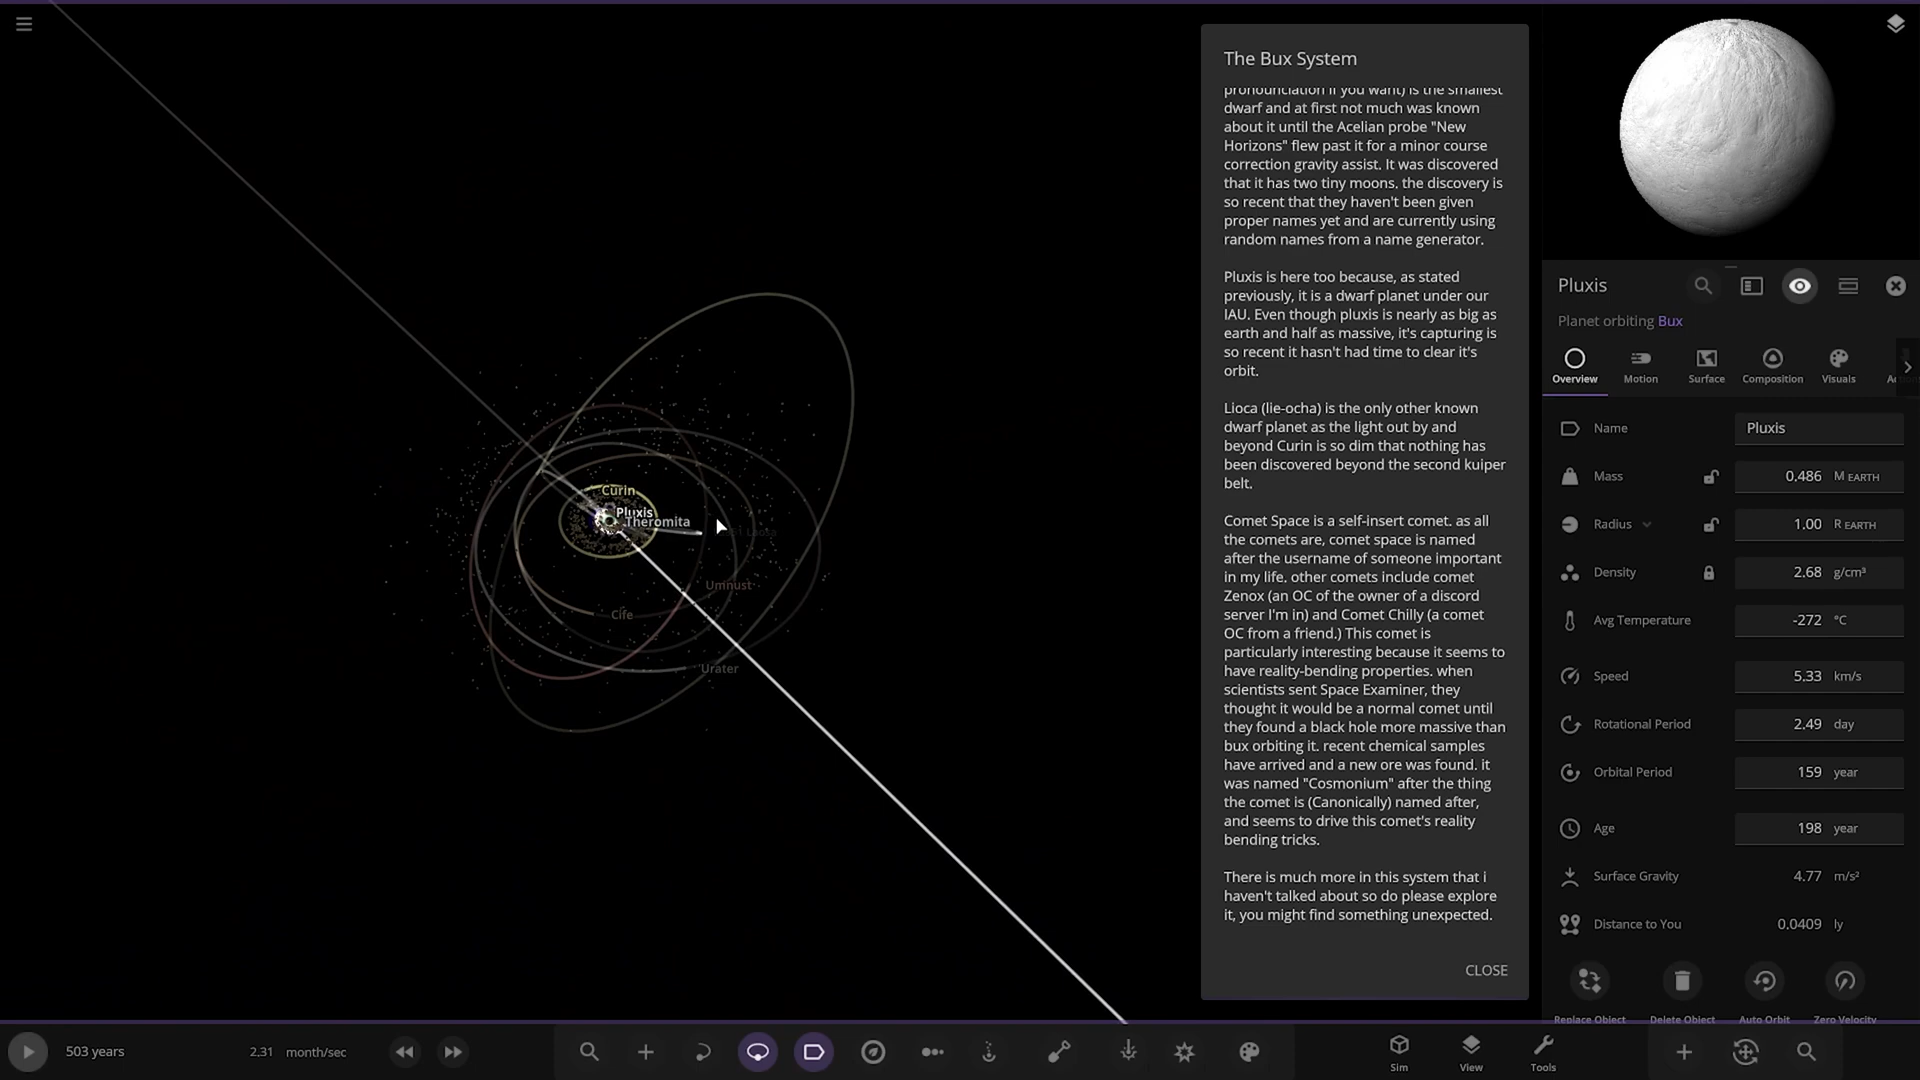 The Bux System
pronounciation if you want) is the smallest
dwarf and at first not much was known
about it until the Acelian probe "New
Horizons" flew past it for a minor course
correction gravity assist. It was discovered
that it has two tiny moons. the discovery is
so recent that they haven't been given
proper names yet and are currently using
random names from a name generator.
Pluxis is here too because, as stated
previously, it is a dwarf planet under our
IAU. Even though pluxis is nearly as big as
earth and half as massive, it's capturing is
so recent it hasn't had time to clear it's
orbit.
Lioca (lie-ocha) is the only other known
dwarf planet as the light out by and
beyond Curin is so dim that nothing has
been discovered beyond the second kuiper
belt.
Comet Space is a self-insert comet. as all
the comets are, comet space is named
after the username of someone important
in my life. other comets include comet
Zenox (an OC of the owner of a discord
server I'm in) and Comet Chilly (a comet
OC from a friend.) This comet is
particularly interesting because it seems to
have reality-bending properties. when
scientists sent Space Examiner, they
thought it would be a normal comet until
they found a black hole more massive than
bux orbiting it. recent chemical samples
have arrived and a new ore was found. it
was named "Cosmonium" after the thing
the comet is (Canonically) named after,
and seems to drive this comet's reality
bending tricks.
There is much more in this system that i
haven't talked about so do please explore
it, you might find something unexpected.
CLOSE
Curin
Pluxis
Theromita
Umnust
Cife
Urater
Pluxis
Planet orbiting Bux
Overview Motion Surface Composition Visuals
Name Pluxis
Mass 0.486 M EARTH
Radius 1.00 R EARTH
Density 2.68 g/cm³
Avg Temperature -272 °C
Speed 5.33 km/s
Rotational Period 2.49 day
Orbital Period 159 year
Age 198 year
Surface Gravity 4.77 m/s²
Distance to You 0.0409 ly
Replace Object Delete Object Auto Orbit Zero Velocity
503 years 2.31 month/sec Sim View Tools